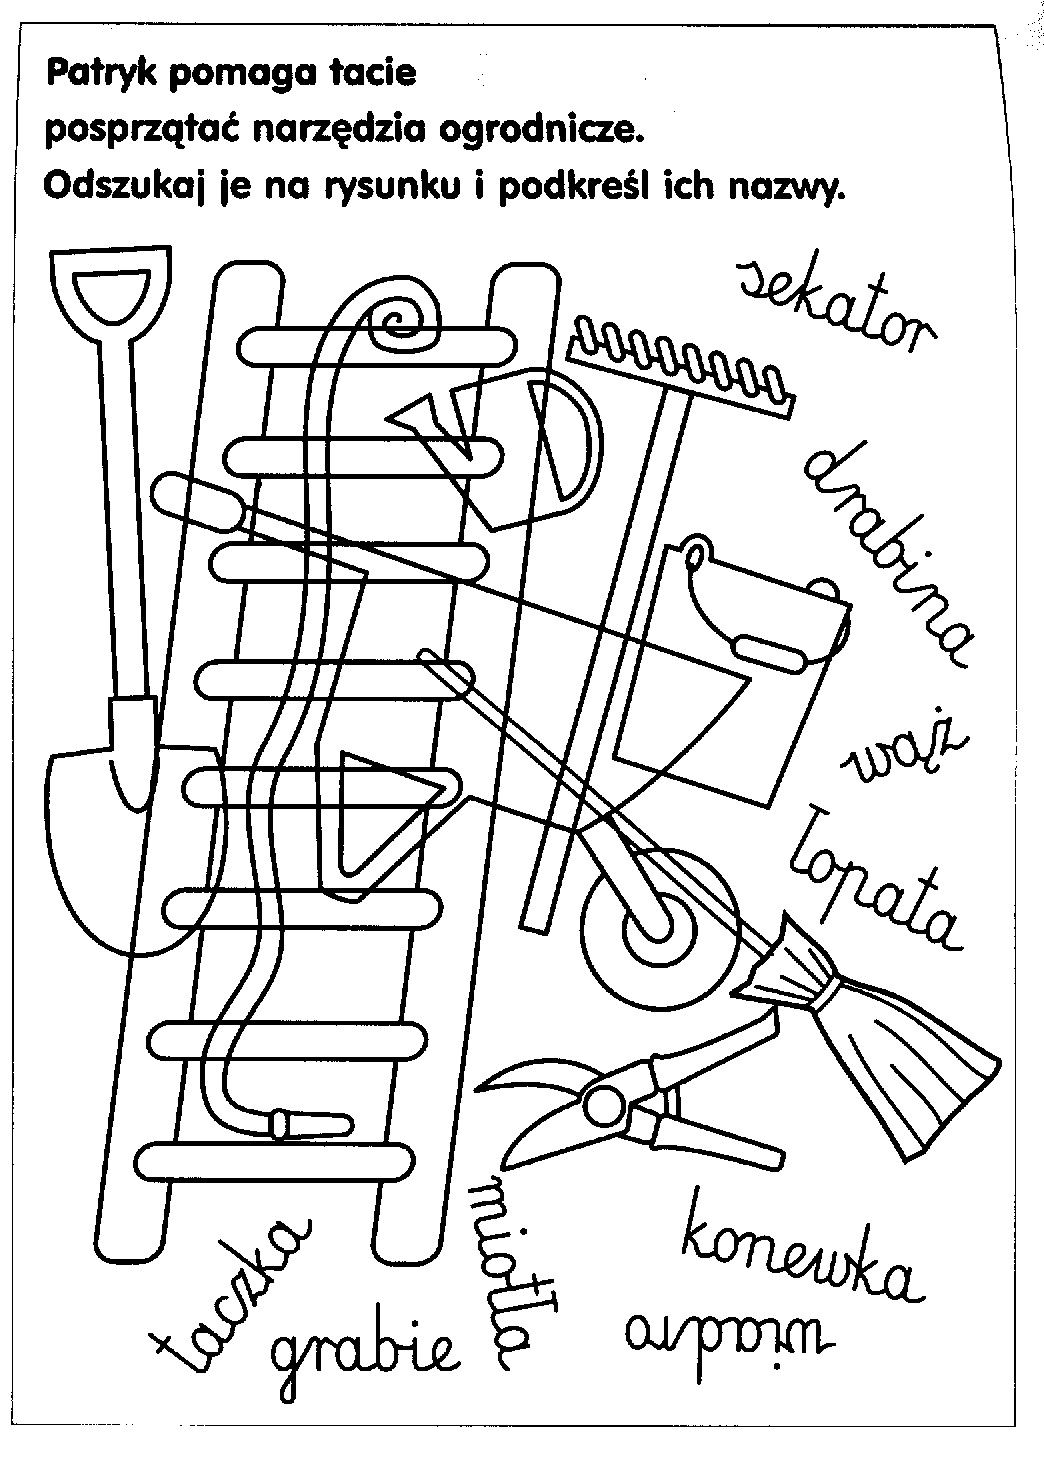 Patryk pomaga tacie
posprzątać narzędzia ogrodnicze.
Odszukaj je na rysunku i podkreśl ich nazwy.
sekator
drabina
wąż
łopata
konewka
wiadro
miotła
grabie
taczka